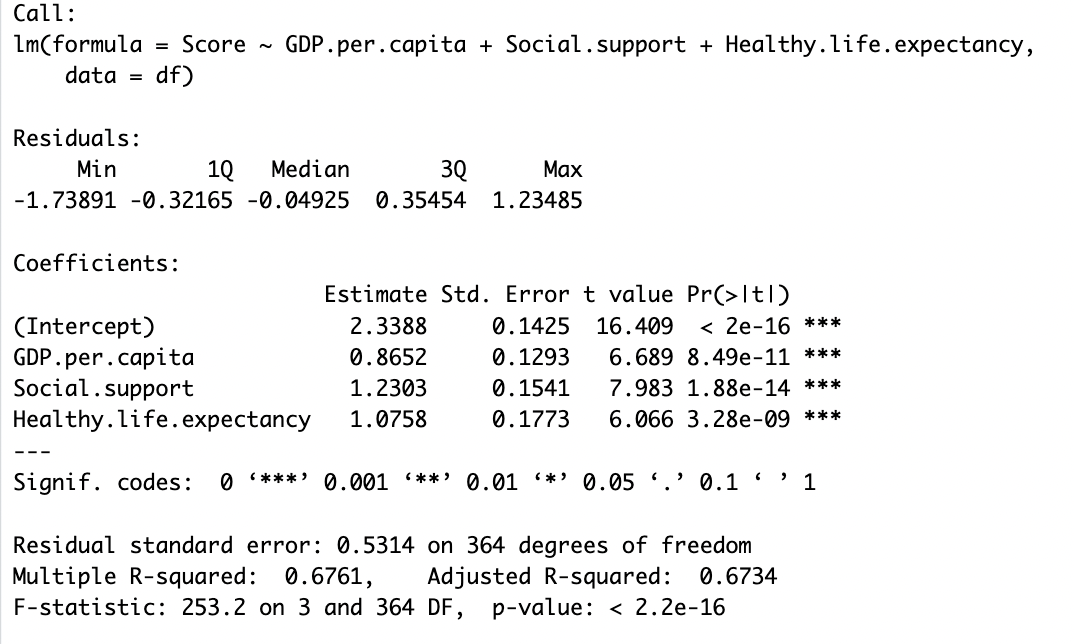 Call:
lm(formula = Score ~ GDP.per.capita + Social.support + Healthy.life.expectancy,
    data = df)
Residuals:
     Min       1Q   Median       3Q      Max
-1.73891 -0.32165 -0.04925  0.35454  1.23485
Coefficients:
                        Estimate Std. Error t value Pr(>|t|)
(Intercept)               2.3388     0.1425  16.409  < 2e-16 ***
GDP.per.capita            0.8652     0.1293   6.689 8.49e-11 ***
Social.support            1.2303     0.1541   7.983 1.88e-14 ***
Healthy.life.expectancy   1.0758     0.1773   6.066 3.28e-09 ***
---
Signif. codes:  0 ‘***’ 0.001 ‘**’ 0.01 ‘*’ 0.05 ‘.’ 0.1 ‘ ’ 1
Residual standard error: 0.5314 on 364 degrees of freedom
Multiple R-squared:  0.6761,    Adjusted R-squared:  0.6734
F-statistic: 253.2 on 3 and 364 DF,  p-value: < 2.2e-16